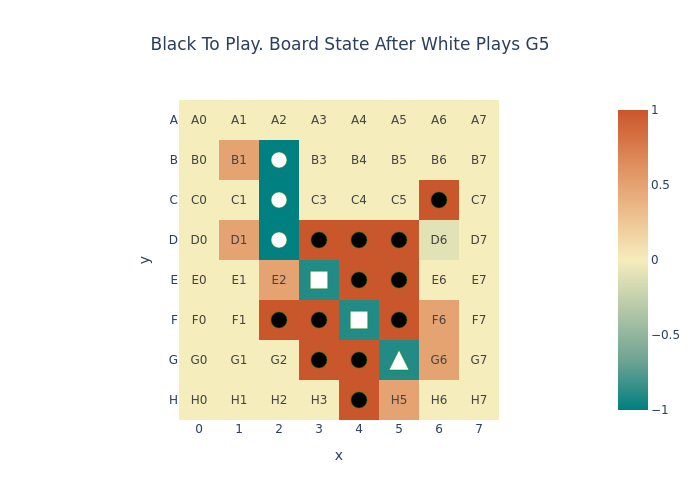 Black To Play. Board State After White Plays G5
A A0 A1 A2 A3 A4 A5 A6 A7
B B0 B1 B3 B4 B5 B6 B7
C C0 C1 C3 C4 C5 C7
D D0 D1 D6 D7
E E0 E1 E2 E6 E7
F F0 F1 F6 F7
G G0 G1 G2 G6 G7
H H0 H1 H2 H3 H5 H6 H7
0 1 2 3 4 5 6 7
x
y
1
0.5
0
−0.5
−1